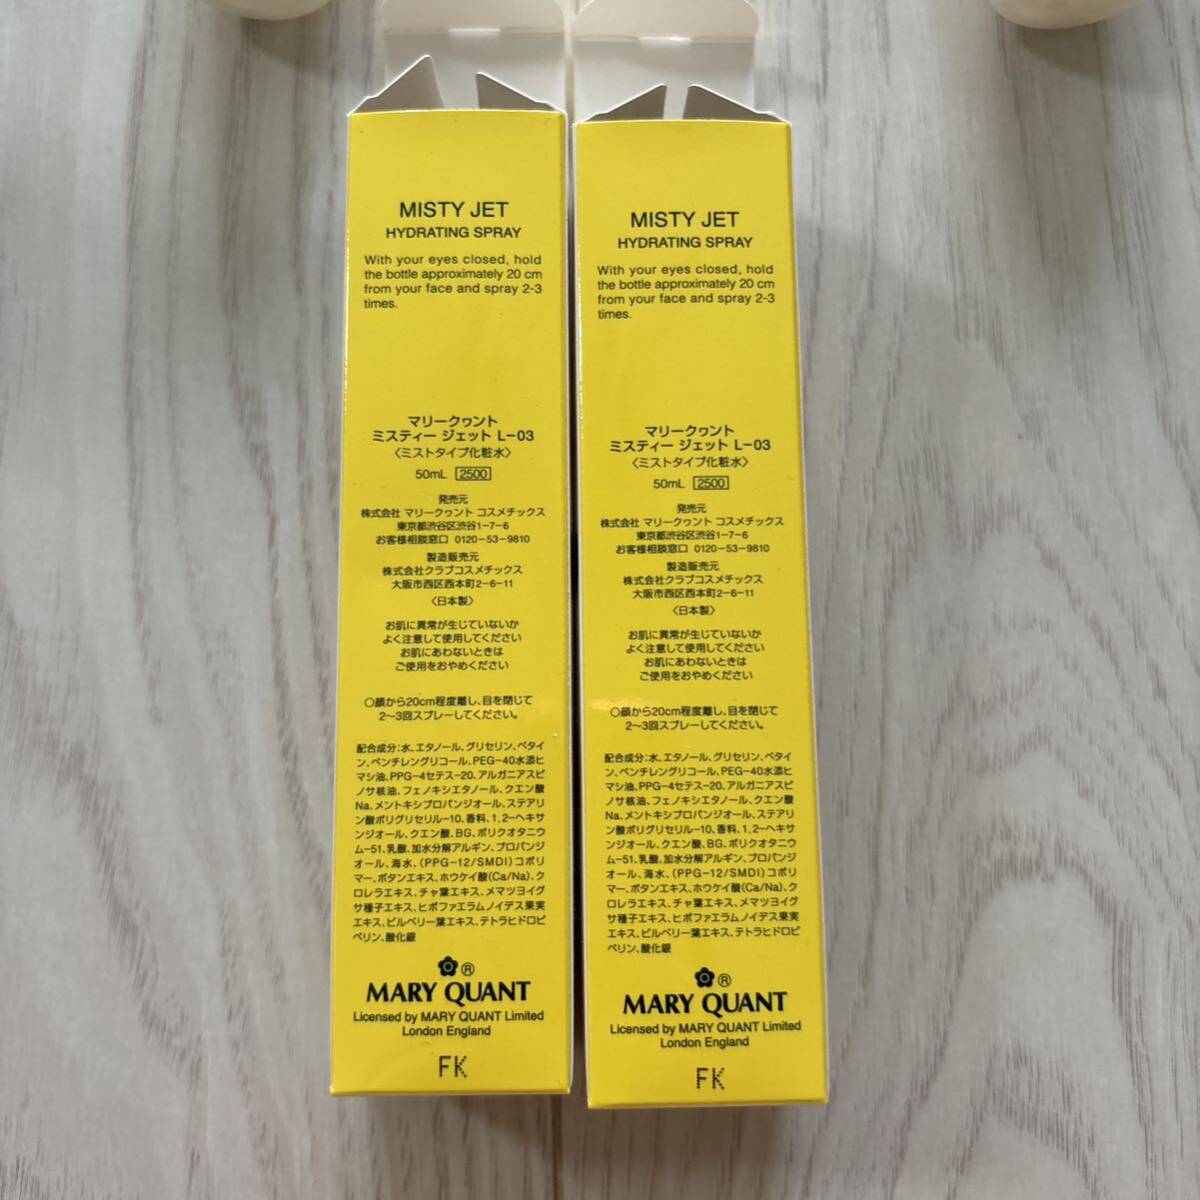 MISTY JET
HYDRATING SPRAY
With your eyes closed, hold
the bottle approximately 20 cm
from your face and spray 2-3
times.
マリークヮント
ミスティー ジェット L-03
〈ミストタイプ化粧水〉
50mL 2500
発売元
株式会社 マリークヮント コスメチックス
東京都渋谷区渋谷1-7-6
お客様相談窓口 0120-53-9810
製造販売元
株式会社クラブコスメチックス
大阪市西区西本町2-6-11
〈日本製〉
お肌に異常が生じていないか
よく注意して使用してください
お肌にあわないときは
ご使用をおやめください
○顔から20cm程度離し、目を閉じて
2〜3回スプレーしてください。
配合成分:水、エタノール、グリセリン、ベタイ
ン、ペンチレングリコール、PEG-40水添ヒ
マシ油、PPG-4セテス-20、アルガニアスピ
ノサ核油、フェノキシエタノール、クエン酸
Na、メントキシプロパンジオール、ステアリ
ン酸ポリグリセリル-10、香料、1,2-ヘキサ
ンジオール、クエン酸、BG、ポリクオタニウ
ム-51、乳酸、加水分解アルギン、プロパンジ
オール、海水、(PPG-12/SMDI)コポリ
マー、ボタンエキス、ホウケイ酸(Ca/Na)、ク
ロレラエキス、チャ葉エキス、メマツヨイグ
サ種子エキス、ヒポファエラムノイデス果実
エキス、ビルベリー葉エキス、テトラヒドロピ
ペリン、酸化銀
®
MARY QUANT
Licensed by MARY QUANT Limited
London England
FK
MISTY JET
HYDRATING SPRAY
With your eyes closed, hold
the bottle approximately 20 cm
from your face and spray 2-3
times.
マリークヮント
ミスティー ジェット L-03
〈ミストタイプ化粧水〉
50mL 2500
発売元
株式会社 マリークヮント コスメチックス
東京都渋谷区渋谷1-7-6
お客様相談窓口 0120-53-9810
製造販売元
株式会社クラブコスメチックス
大阪市西区西本町2-6-11
〈日本製〉
お肌に異常が生じていないか
よく注意して使用してください
お肌にあわないときは
ご使用をおやめください
○顔から20cm程度離し、目を閉じて
2〜3回スプレーしてください。
配合成分:水、エタノール、グリセリン、ベタイ
ン、ペンチレングリコール、PEG-40水添ヒ
マシ油、PPG-4セテス-20、アルガニアスピ
ノサ核油、フェノキシエタノール、クエン酸
Na、メントキシプロパンジオール、ステアリン
酸ポリグリセリル-10、香料、1,2-ヘキサ
ンジオール、クエン酸、BG、ポリクオタニウ
ム-51、乳酸、加水分解アルギン、プロパンジ
オール、海水、(PPG-12/SMDI)コポリ
マー、ボタンエキス、ホウケイ酸(Ca/Na)、ク
ロレラエキス、チャ葉エキス、メマツヨイグ
サ種子エキス、ヒポファエラムノイデス果実
エキス、ビルベリー葉エキス、テトラヒドロピ
ペリン、酸化銀
®
MARY QUANT
Licensed by MARY QUANT Limited
London England
FK